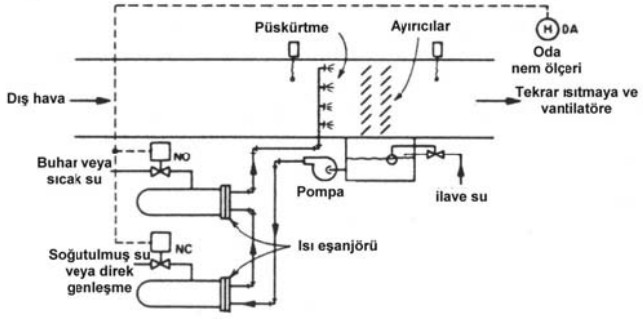 Püskürtme
Ayırıcılar
H
DA
Oda
nem ölçeri
Dış hava
Tekrar ısıtmaya ve
vantilatöre
Buhar veya
sıcak su
NO
Pompa
ilave su
Soğutulmuş su
veya direk
genleşme
NC
Isı eşanjörü